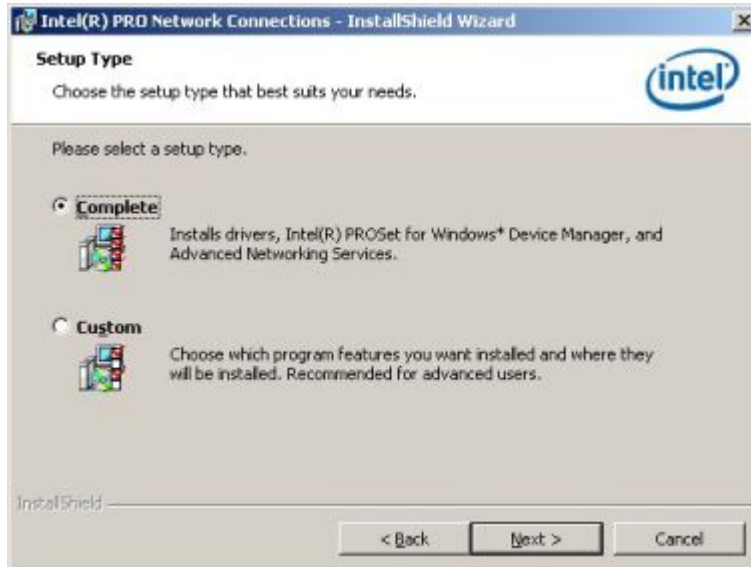 Intel(R) PRO Network Connections - InstallShield Wizard
Setup Type
Choose the setup type that best suits your needs.
intel
Please select a setup type.
Complete
Installs drivers, Intel(R) PROSet for Windows* Device Manager, and
Advanced Networking Services.
Custom
Choose which program features you want installed and where they
will be installed. Recommended for advanced users.
InstallShield
< Back Next > Cancel